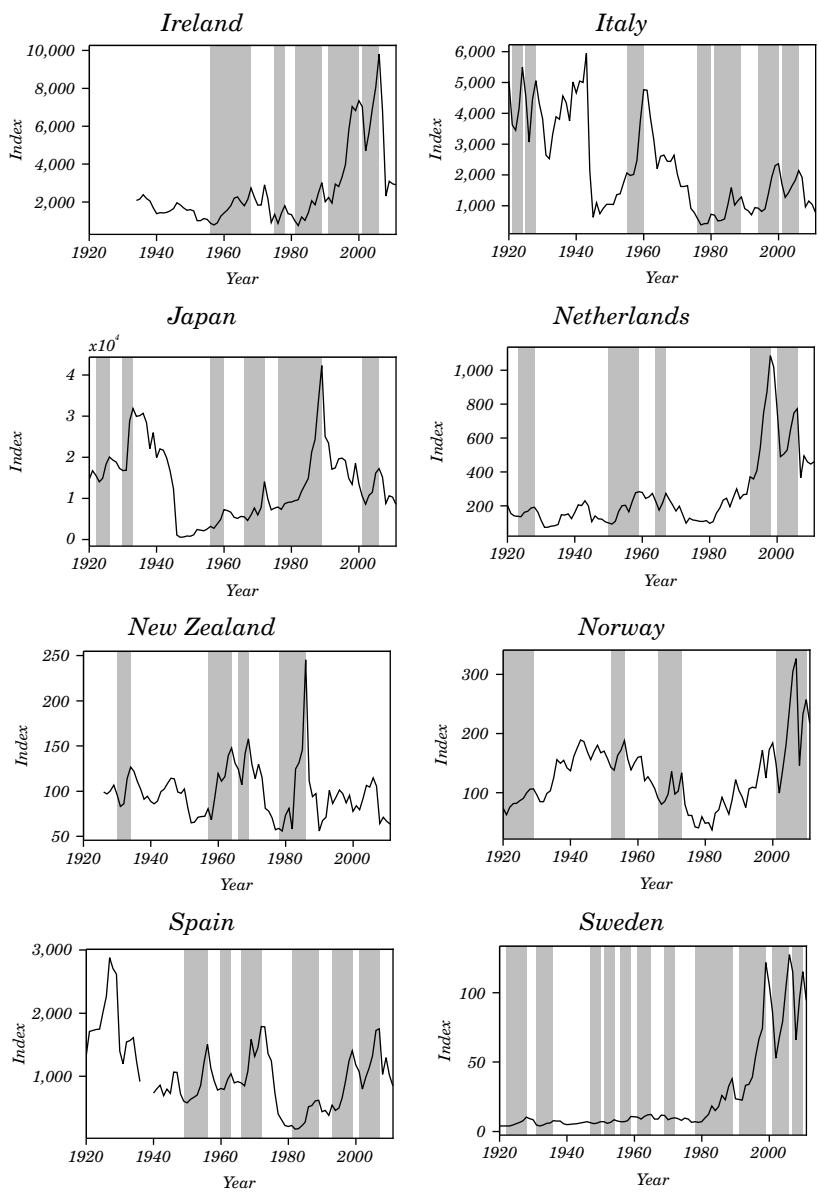 Ireland
10,000
8,000
6,000
4,000
2,000
Index
1920 1940 1960 1980 2000
Year
Italy
6,000
5,000
4,000
3,000
2,000
1,000
Index
1920 1940 1960 1980 2000
Year
Japan
x10^4
4
3
2
1
0
Index
1920 1940 1960 1980 2000
Year
Netherlands
1,000
800
600
400
200
Index
1920 1940 1960 1980 2000
Year
New Zealand
250
200
150
100
50
Index
1920 1940 1960 1980 2000
Year
Norway
300
200
100
Index
1920 1940 1960 1980 2000
Year
Spain
3,000
2,000
1,000
Index
1920 1940 1960 1980 2000
Year
Sweden
100
50
0
Index
1920 1940 1960 1980 2000
Year